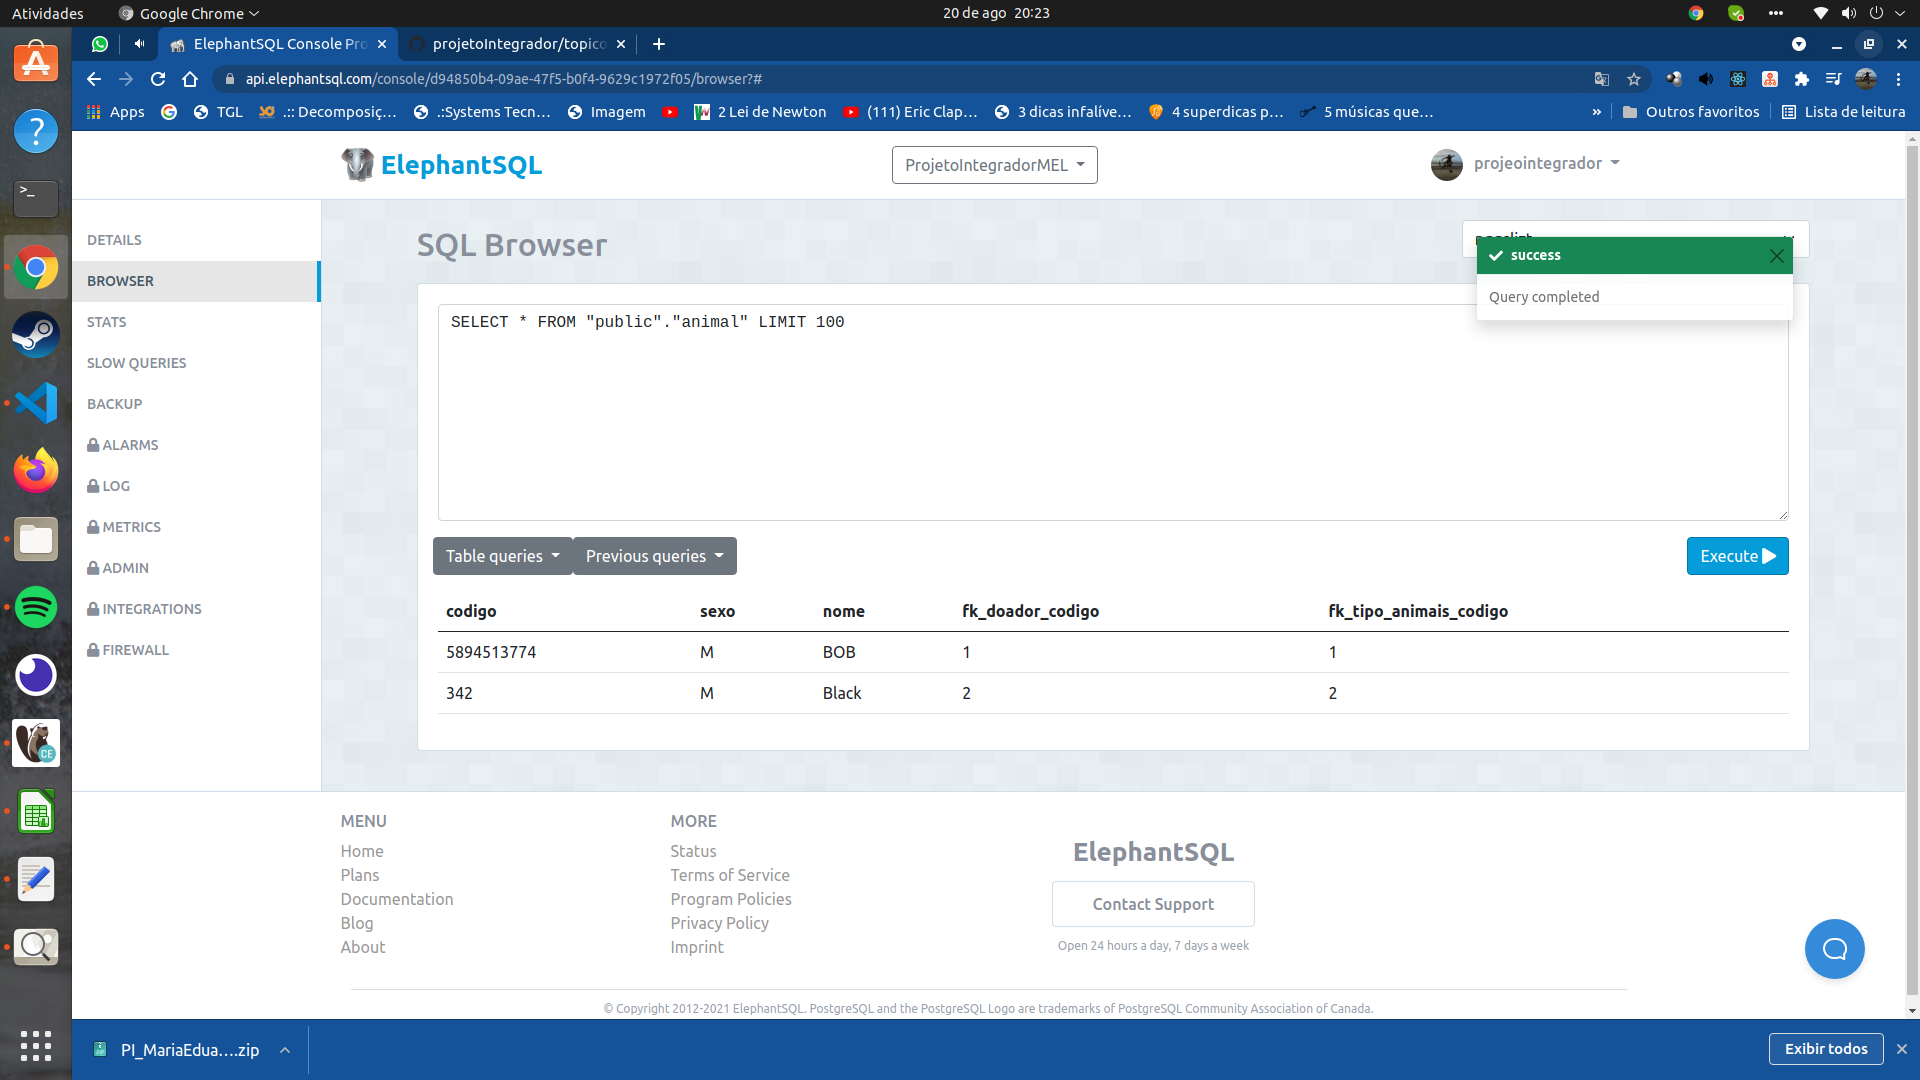 Atividades
Google Chrome
20 de ago 20:23
ElephantSQL Console Pro
projetoIntegrador/topico
api.elephantsql.com/console/d94850b4-09ae-47f5-b0f4-9629c1972f05/browser?#
Apps
TGL
.:: Decomposiç...
.:Systems Tecn...
Imagem
2 Lei de Newton
(111) Eric Clap...
3 dicas infalíve...
4 superdicas p...
5 músicas que...
»
Outros favoritos
Lista de leitura
ElephantSQL
ProjetoIntegradorMEL
projeointegrador
DETAILS
BROWSER
STATS
SLOW QUERIES
BACKUP
ALARMS
LOG
METRICS
ADMIN
INTEGRATIONS
FIREWALL
SQL Browser
success
Query completed
SELECT * FROM "public"."animal" LIMIT 100
Table queries
Previous queries
Execute
codigo sexo nome fk_doador_codigo fk_tipo_animais_codigo
5894513774 M BOB 1 1
342 M Black 2 2
MENU
Home
Plans
Documentation
Blog
About
MORE
Status
Terms of Service
Program Policies
Privacy Policy
Imprint
ElephantSQL
Contact Support
Open 24 hours a day, 7 days a week
© Copyright 2012-2021 ElephantSQL. PostgreSQL and the PostgreSQL Logo are trademarks of PostgreSQL Community Association of Canada.
PI_MariaEdua....zip
Exibir todos